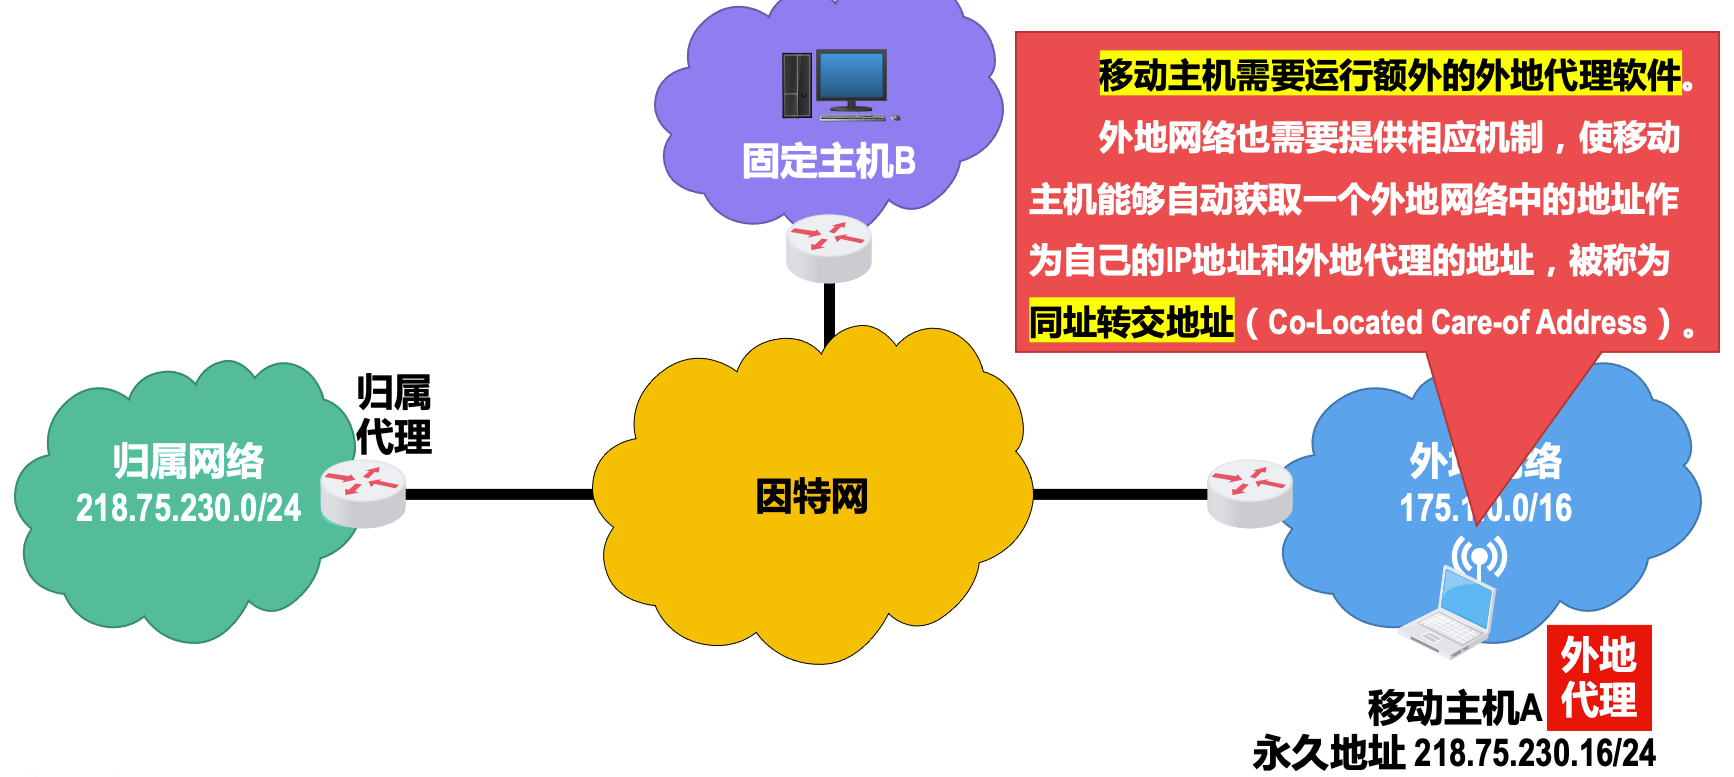 移动主机需要运行额外的外地代理软件。
外地网络也需要提供相应机制，使移动
主机能够自动获取一个外地网络中的地址作
为自己的IP地址和外地代理的地址，被称为
同址转交地址（Co-Located Care-of Address）。
固定主机B
归属
代理
归属网络
218.75.230.0/24
因特网
外地网络
175.1.0.0/16
外地
代理
移动主机A
永久地址 218.75.230.16/24